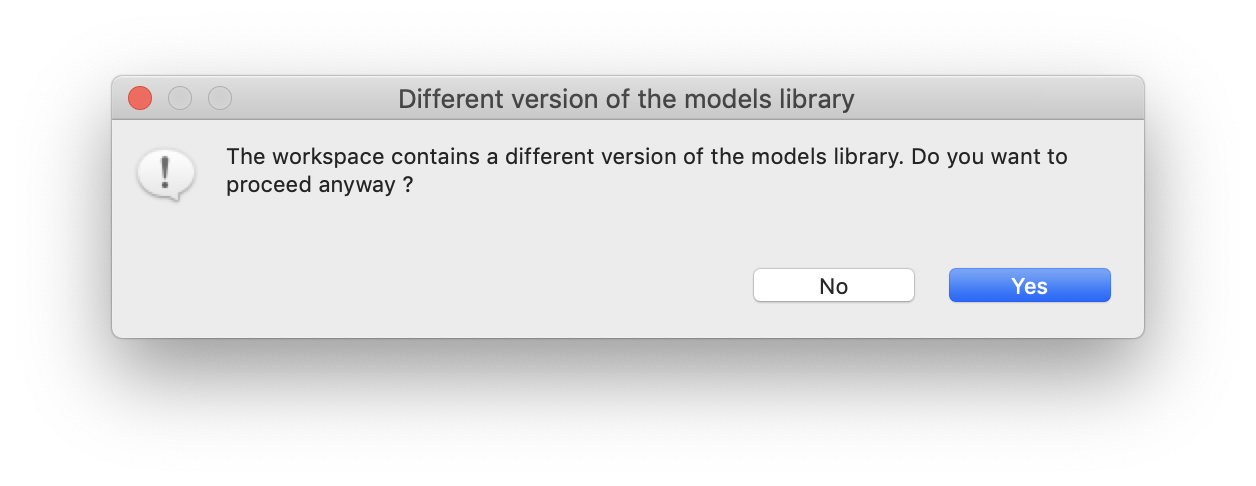 Different version of the models library
The workspace contains a different version of the models library. Do you want to
proceed anyway ?
No
Yes